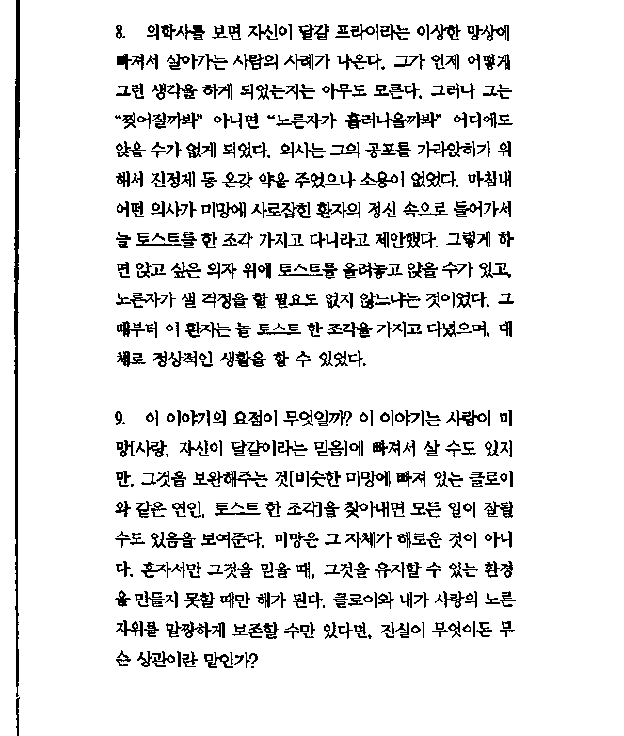 8. 의학사를 보면 자신이 달걀 프라이라는 이상한 망상에
빠져서 살아가는 사람의 사례가 나온다. 그가 언제 어떻게
그런 생각을 하게 되었는지는 아무도 모른다. 그러나 그는
“찢어질까봐” 아니면 “노른자가 흘러나올까봐” 어디에도
앉을 수가 없게 되었다. 의사는 그의 공포를 가라앉히기 위
해서 진정제 등 온갖 약을 주었으나 소용이 없었다. 마침내
어떤 의사가 미망에 사로잡힌 환자의 정신 속으로 들어가서
늘 토스트를 한 조각 가지고 다니라고 제안했다. 그렇게 하
면 앉고 싶은 의자 위에 토스트를 올려놓고 앉을 수가 있고,
노른자가 샐 걱정을 할 필요도 없지 않느냐는 것이었다. 그
때부터 이 환자는 늘 토스트 한 조각을 가지고 다녔으며, 대
체로 정상적인 생활을 할 수 있었다.
9. 이 이야기의 요점이 무엇일까? 이 이야기는 사람이 미
망[사랑, 자신이 달걀이라는 믿음]에 빠져서 살 수도 있지
만, 그것을 보완해주는 것[비슷한 미망에 빠져 있는 클로이
와 같은 연인, 토스트 한 조각]을 찾아내면 모든 일이 잘될
수도 있음을 보여준다. 미망은 그 자체가 해로운 것이 아니
다. 혼자서만 그것을 믿을 때, 그것을 유지할 수 있는 환경
을 만들지 못할 때만 해가 된다. 클로이와 내가 사랑의 노른
자위를 말짱하게 보존할 수만 있다면, 진실이 무엇이든 무
슨 상관이란 말인가?